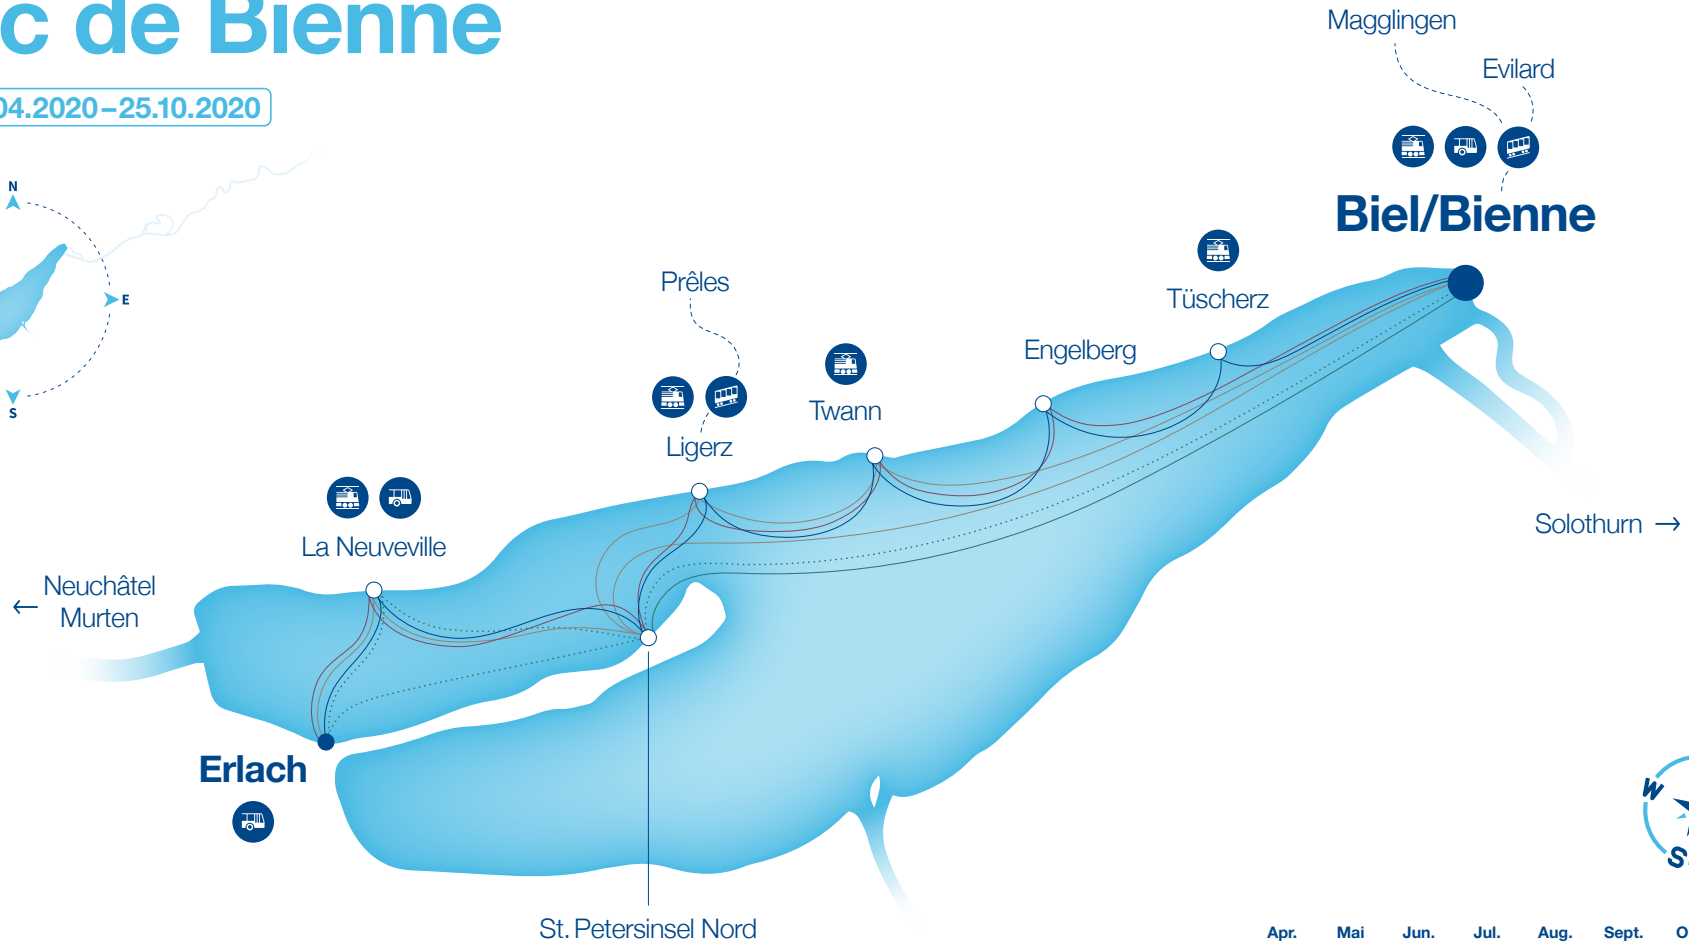 c de Bienne
04.2020–25.10.2020
N
E
S
Magglingen
Evilard
Biel/Bienne
Tüscherz
Prêles
Engelberg
Twann
Ligerz
La Neuveville
Solothurn →
← Neuchâtel
Murten
Erlach
W
S
St. Petersinsel Nord
Apr. Mai Jun. Jul. Aug. Sept. O